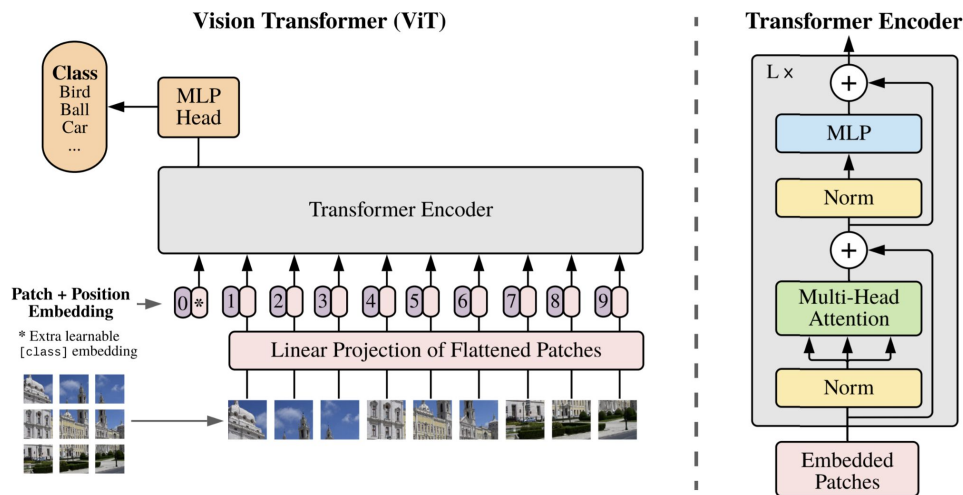 Vision Transformer (ViT)
Class
Bird
Ball
Car
...
MLP
Head
Transformer Encoder
Patch + Position
Embedding
0 * 1 2 3 4 5 6 7 8 9
* Extra learnable
[class] embedding
Linear Projection of Flattened Patches
Transformer Encoder
L ×
+
MLP
Norm
+
Multi-Head
Attention
Norm
Embedded
Patches